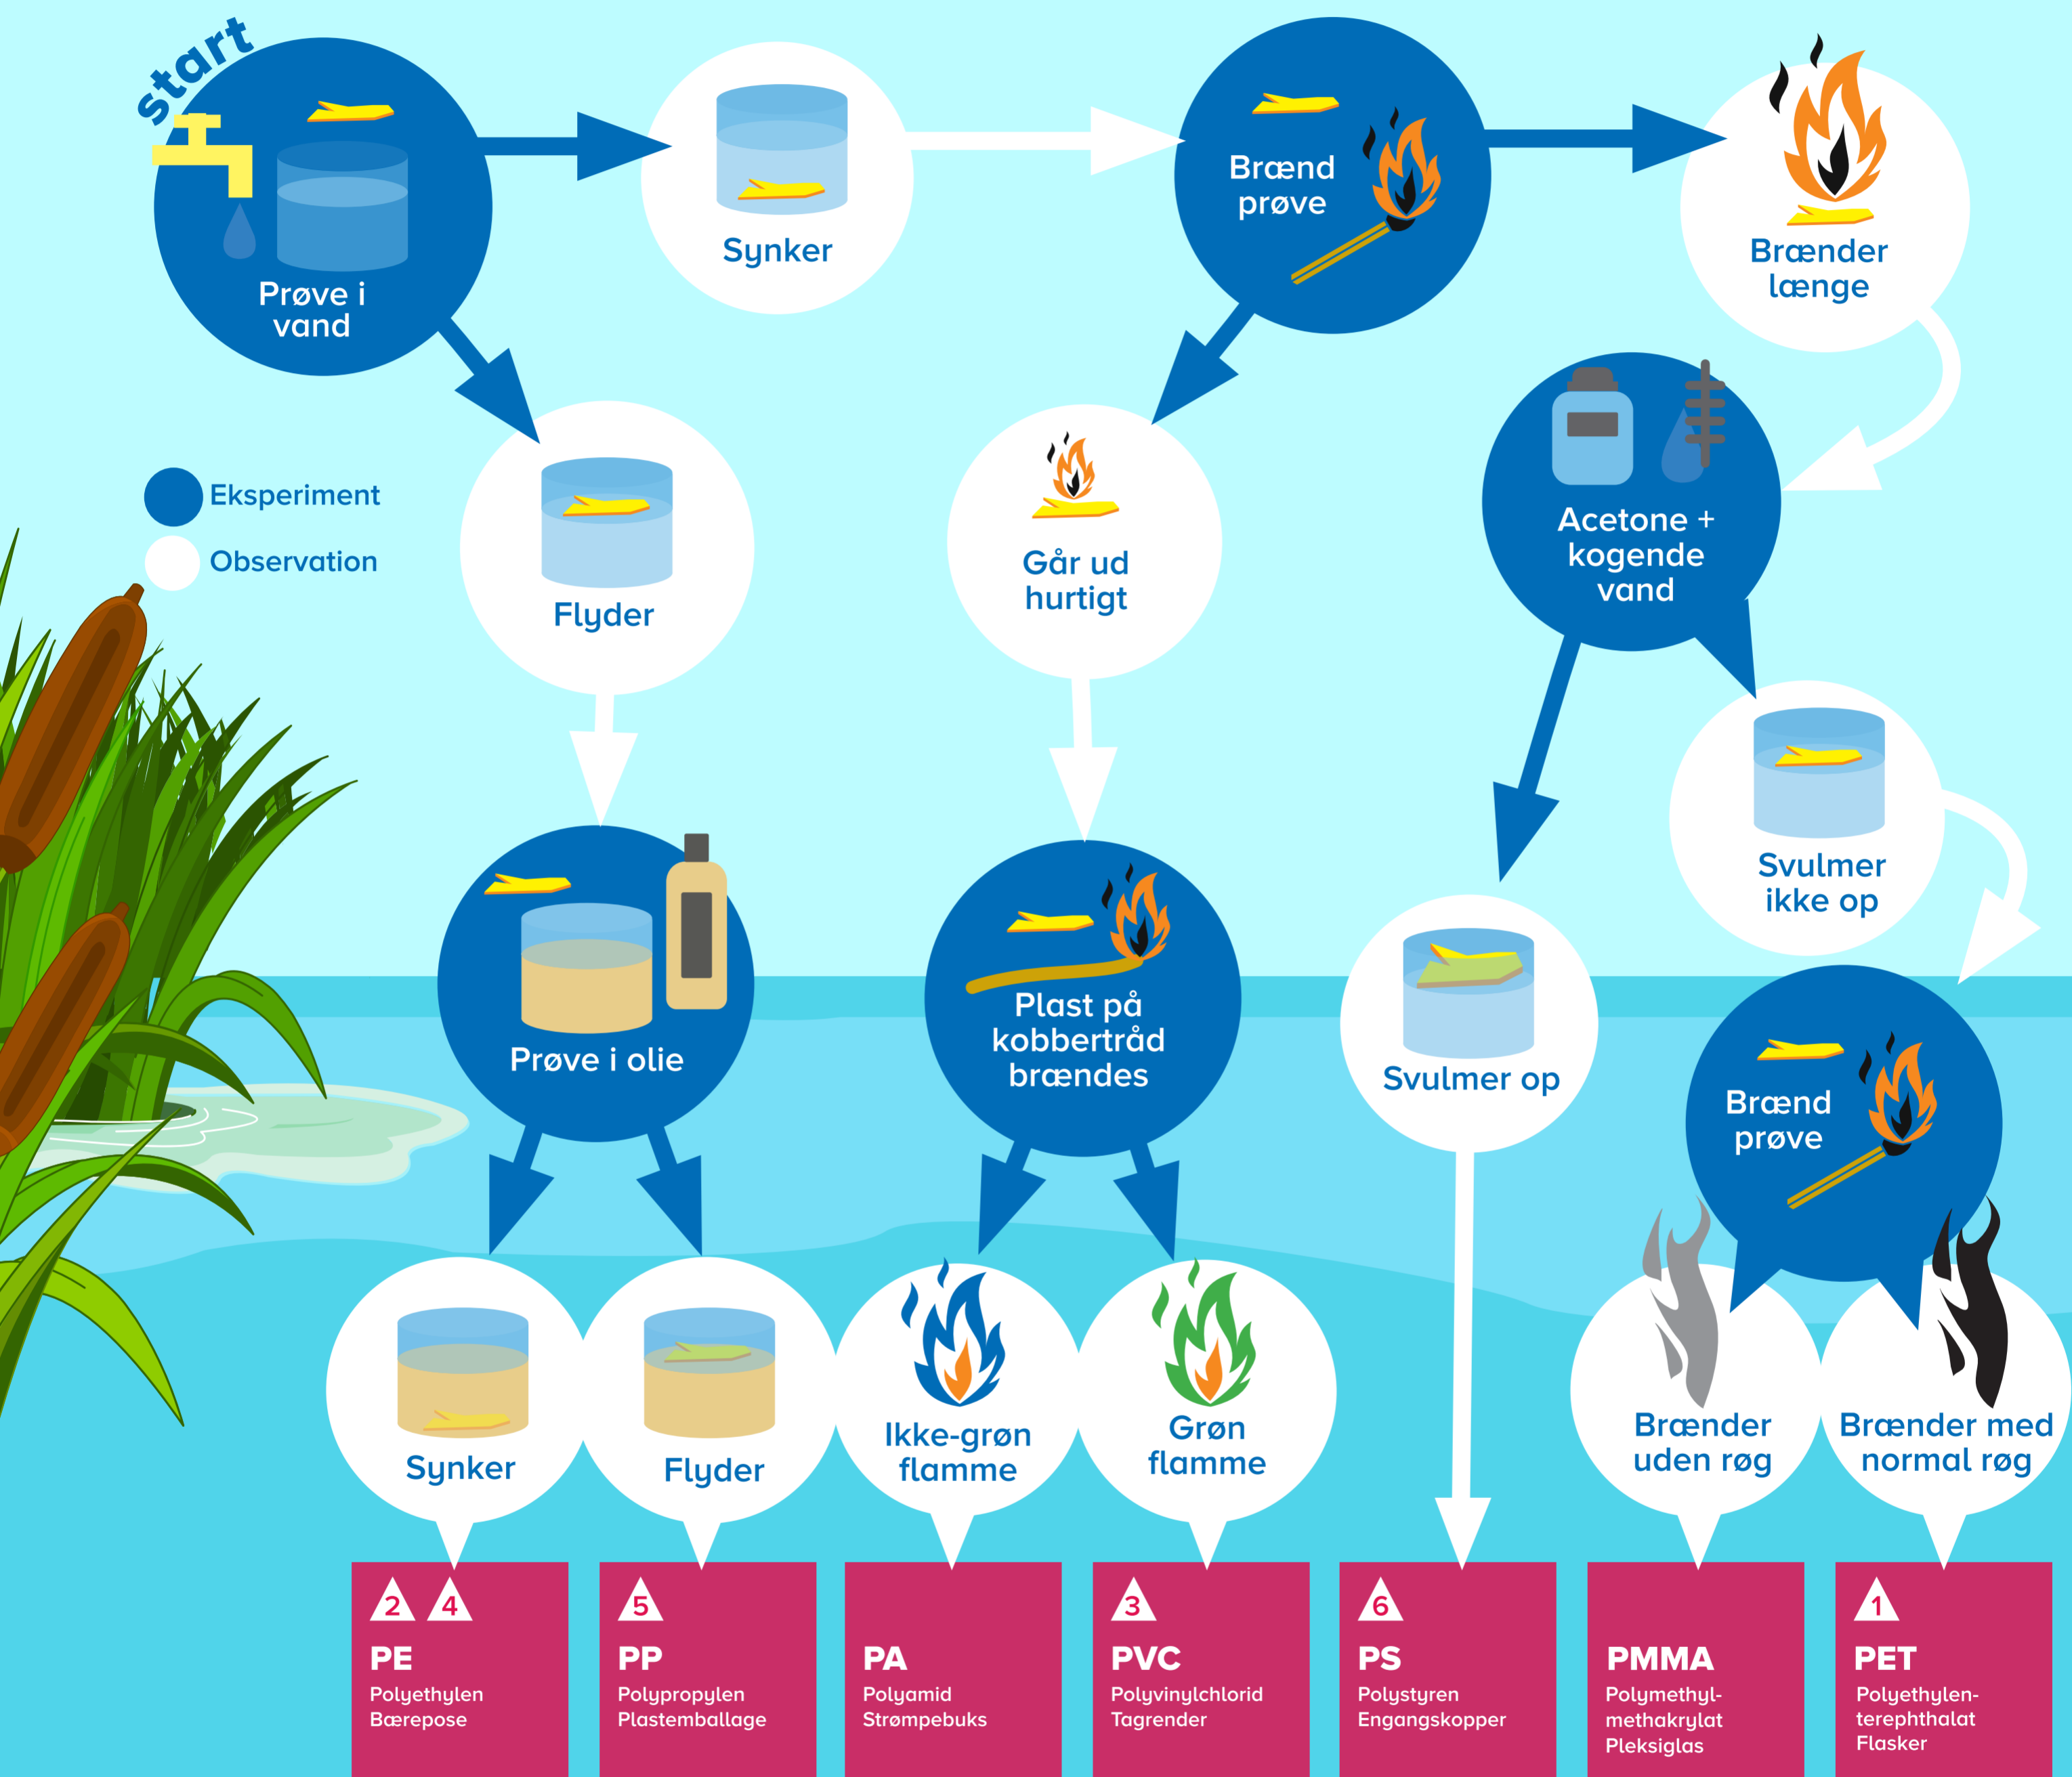 start
Prøve i
vand
Synker
Brænd
prøve
Brænder
længe
Eksperiment
Observation
Flyder
Går ud
hurtigt
Acetone +
kogende
vand
Svulmer
ikke op
Prøve i olie
Plast på
kobbertråd
brændes
Svulmer op
Brænd
prøve
Synker
Flyder
Ikke-grøn
flamme
Grøn
flamme
Brænder
uden røg
Brænder med
normal røg
2 4
PE
Polyethylen
Bærepose
5
PP
Polypropylen
Plastemballage
PA
Polyamid
Strømpebuks
3
PVC
Polyvinylchlorid
Tagrender
6
PS
Polystyren
Engangskopper
PMMA
Polymethyl-
methakrylat
Pleksiglas
1
PET
Polyethylen-
terephthalat
Flasker